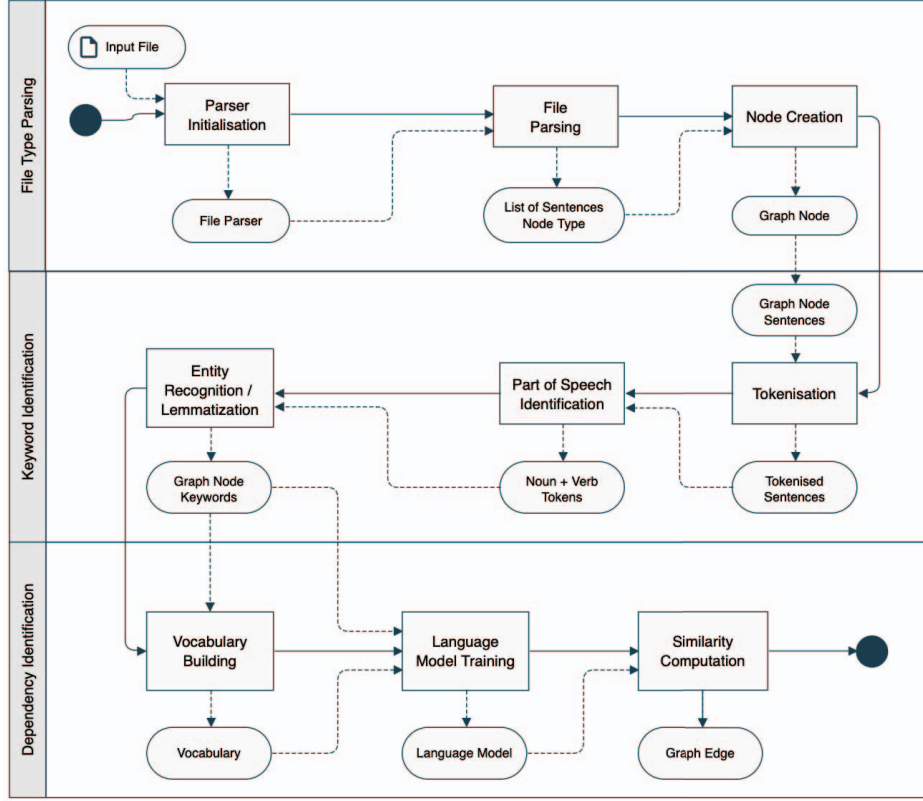 File Type Parsing
Input File
Parser
Initialisation
File
Parsing
Node Creation
File Parser
List of Sentences
Node Type
Graph Node
Keyword Identification
Graph Node
Sentences
Entity
Recognition /
Lemmatization
Part of Speech
Identification
Tokenisation
Graph Node
Keywords
Noun + Verb
Tokens
Tokenised
Sentences
Dependency Identification
Vocabulary
Building
Language
Model Training
Similarity
Computation
Vocabulary
Language Model
Graph Edge